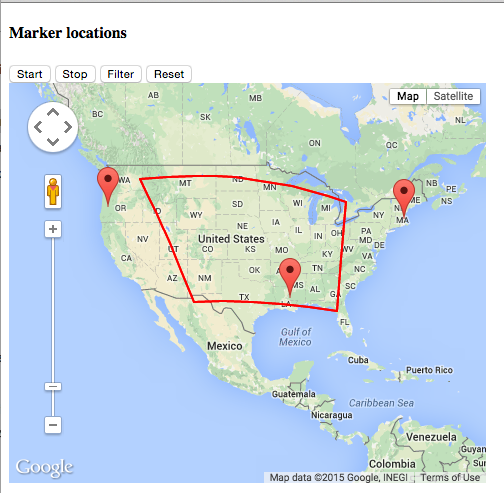 Marker locations
Start Stop Filter Reset
Map Satellite
AB MB
BC SK
ON QC NL
WA MT ND MN NB PE
OR SD WI MI NS
WY NY MA
NE IA IL IN OH PA
NV UT United States MD
CO KS MO KY WV DE
CA OK TN VA NC
AZ NM MS AL SC
TX LA GA
FL
Gulf of
Mexico
Mexico
Cuba
Puerto Rico
Guatemala
Caribbean Sea
Nicaragua
Venezuela
Guyan
Colombia
Sur
Google
Map data ©2015 Google, INEGI Terms of Use